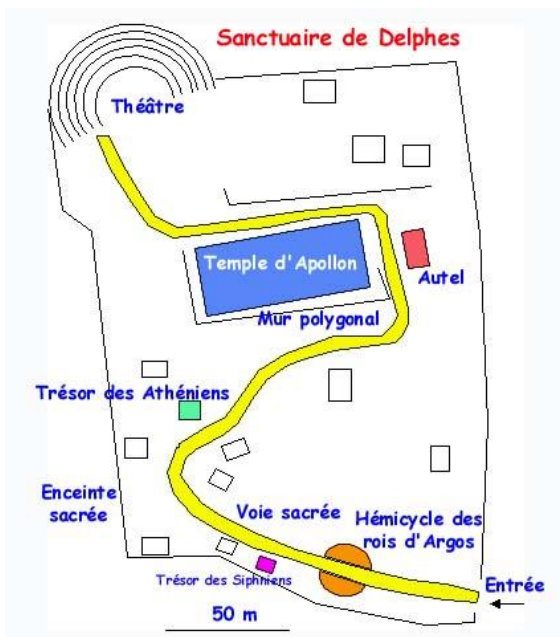 Sanctuaire de Delphes
Théâtre
Temple d'Apollon
Autel
Mur polygonal
Trésor des Athéniens
Enceinte
sacrée
Voie sacrée
Hémicycle des
rois d'Argos
Trésor des Siphniens
Entrée
50 m